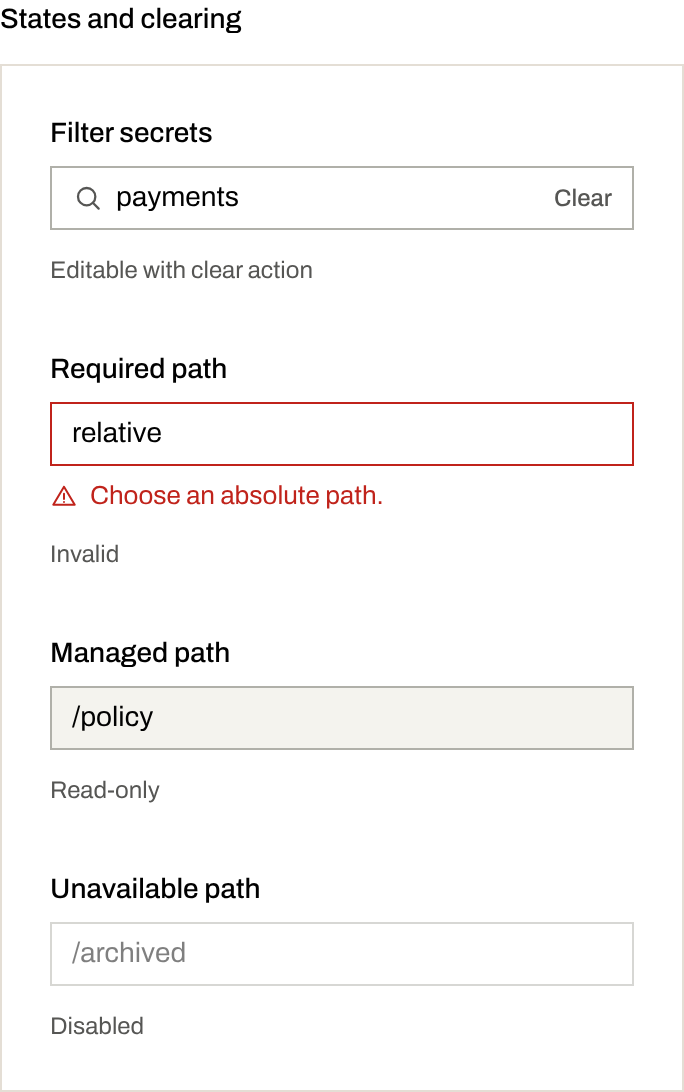 States and clearing
Filter secrets
payments
Clear
Editable with clear action
Required path
relative
Choose an absolute path.
Invalid
Managed path
/policy
Read-only
Unavailable path
/archived
Disabled